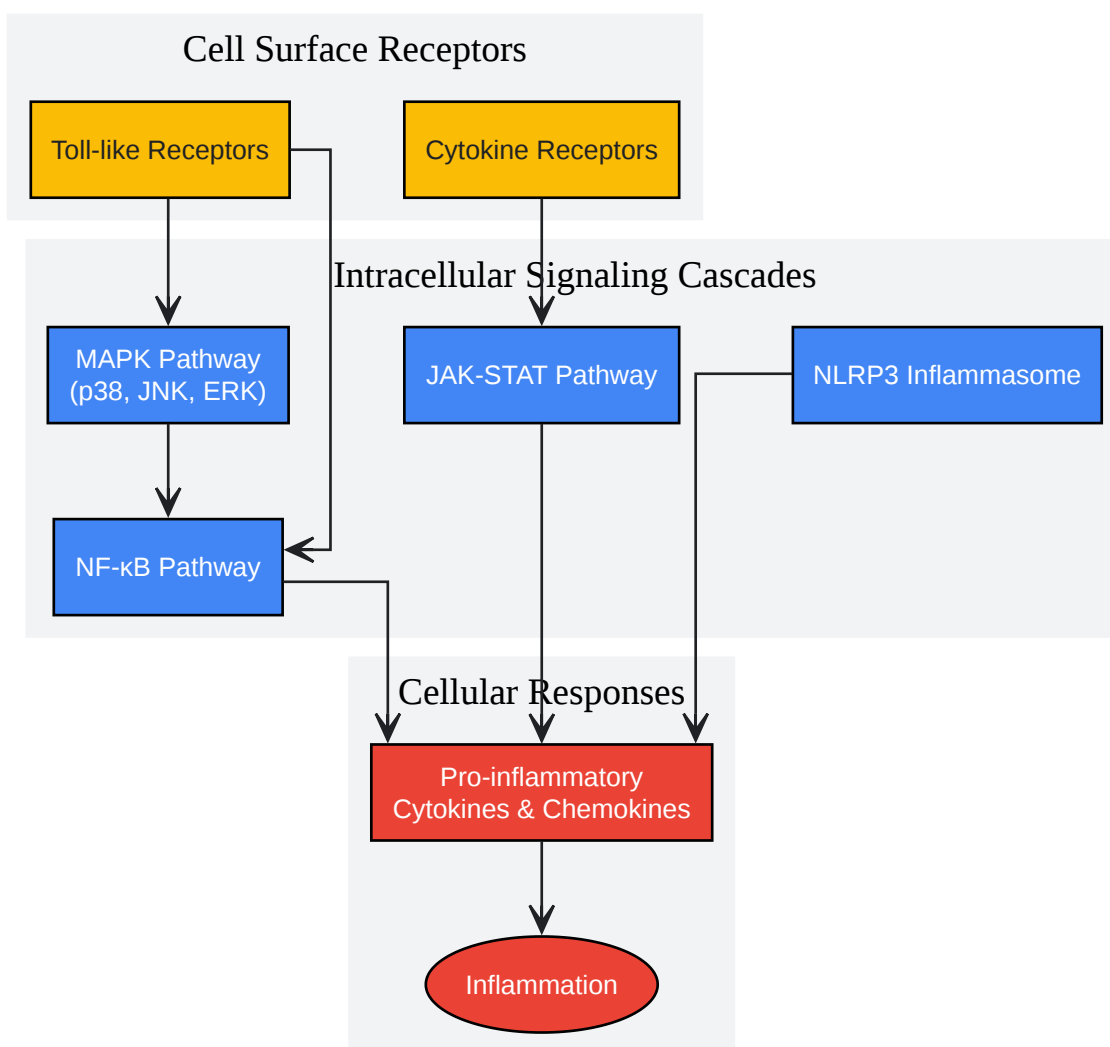 Cell Surface Receptors
Toll-like Receptors
Cytokine Receptors
Intracellular Signaling Cascades
MAPK Pathway
(p38, JNK, ERK)
JAK-STAT Pathway
NLRP3 Inflammasome
NF-κB Pathway
Cellular Responses
Pro-inflammatory
Cytokines & Chemokines
Inflammation